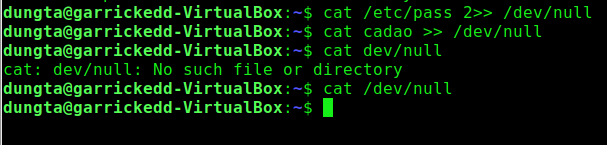 dungta@garrickedd-VirtualBox:~$ cat /etc/pass 2>> /dev/null
dungta@garrickedd-VirtualBox:~$ cat cadao >> /dev/null
dungta@garrickedd-VirtualBox:~$ cat dev/null
cat: dev/null: No such file or directory
dungta@garrickedd-VirtualBox:~$ cat /dev/null
dungta@garrickedd-VirtualBox:~$